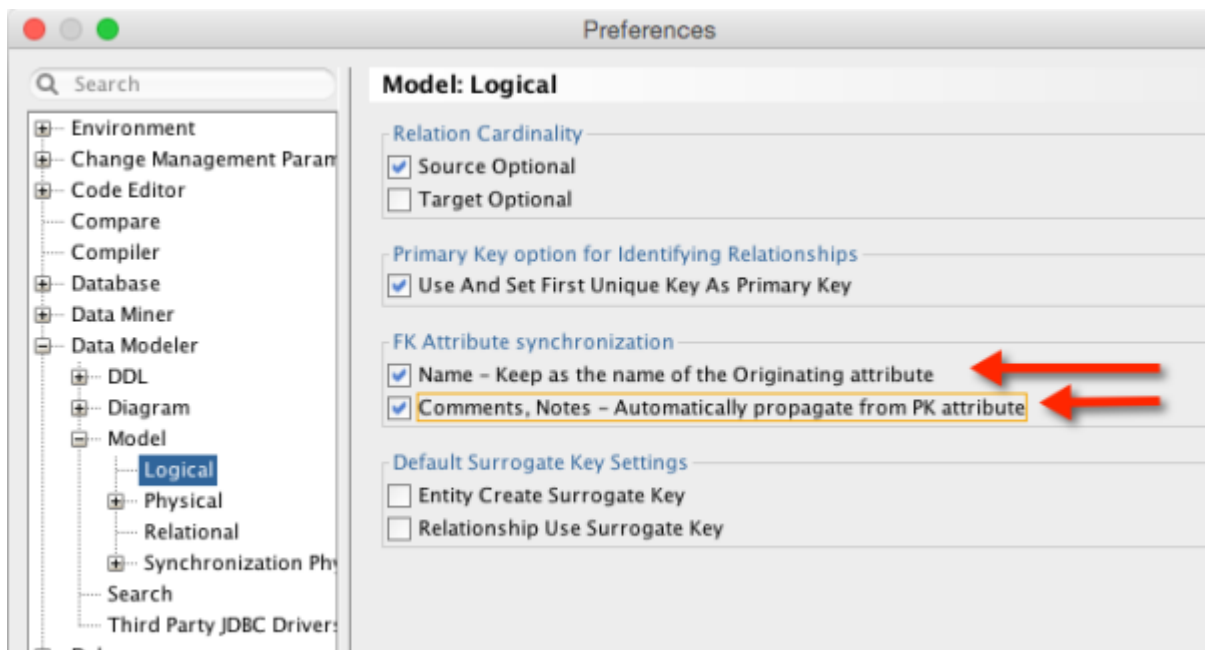 Preferences
Search
Environment
Change Management Param
Code Editor
Compare
Compiler
Database
Data Miner
Data Modeler
DDL
Diagram
Model
Logical
Physical
Relational
Synchronization Phy
Search
Third Party JDBC Drivers
Model: Logical
Relation Cardinality
Source Optional
Target Optional
Primary Key option for Identifying Relationships
Use And Set First Unique Key As Primary Key
FK Attribute synchronization
Name – Keep as the name of the Originating attribute
Comments, Notes – Automatically propagate from PK attribute
Default Surrogate Key Settings
Entity Create Surrogate Key
Relationship Use Surrogate Key